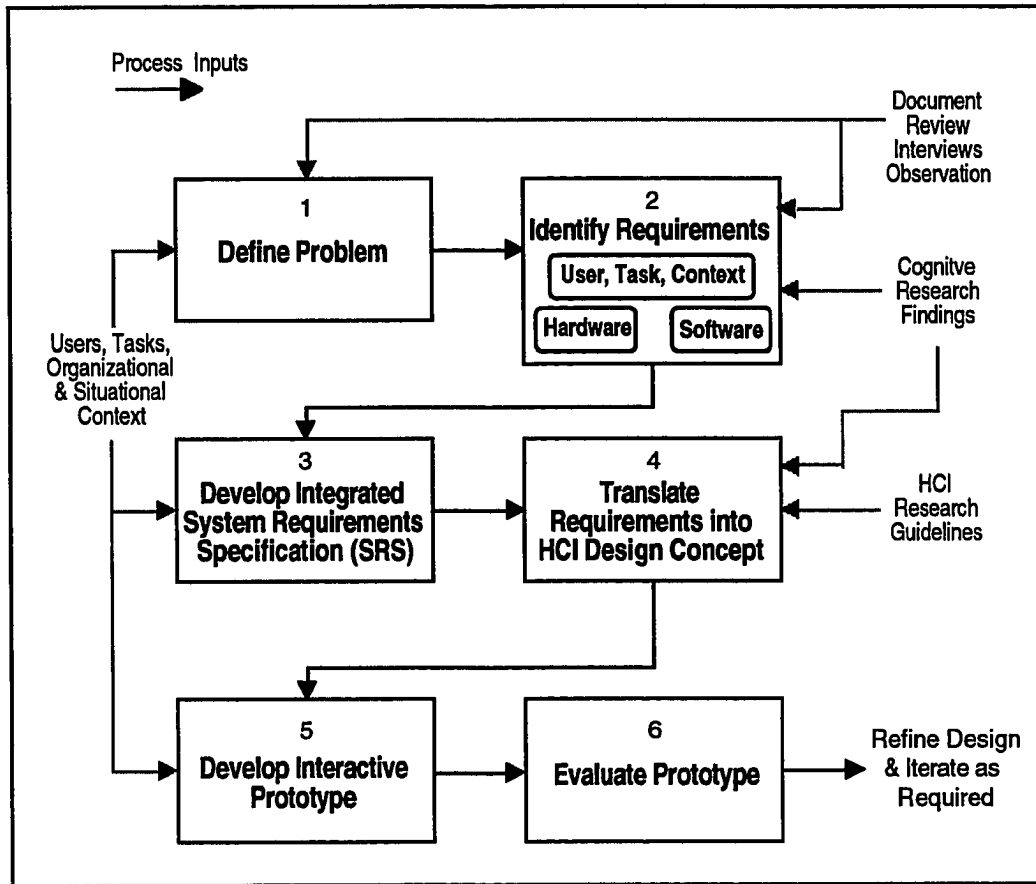 Process Inputs
Document
Review
Interviews
Observation
1
Define Problem
2
Identify Requirements
User, Task, Context
Hardware
Software
Cognitve
Research
Findings
Users, Tasks,
Organizational
& Situational
Context
3
Develop Integrated
System Requirements
Specification (SRS)
4
Translate
Requirements into
HCI Design Concept
HCI
Research
Guidelines
5
Develop Interactive
Prototype
6
Evaluate Prototype
Refine Design
& Iterate as
Required